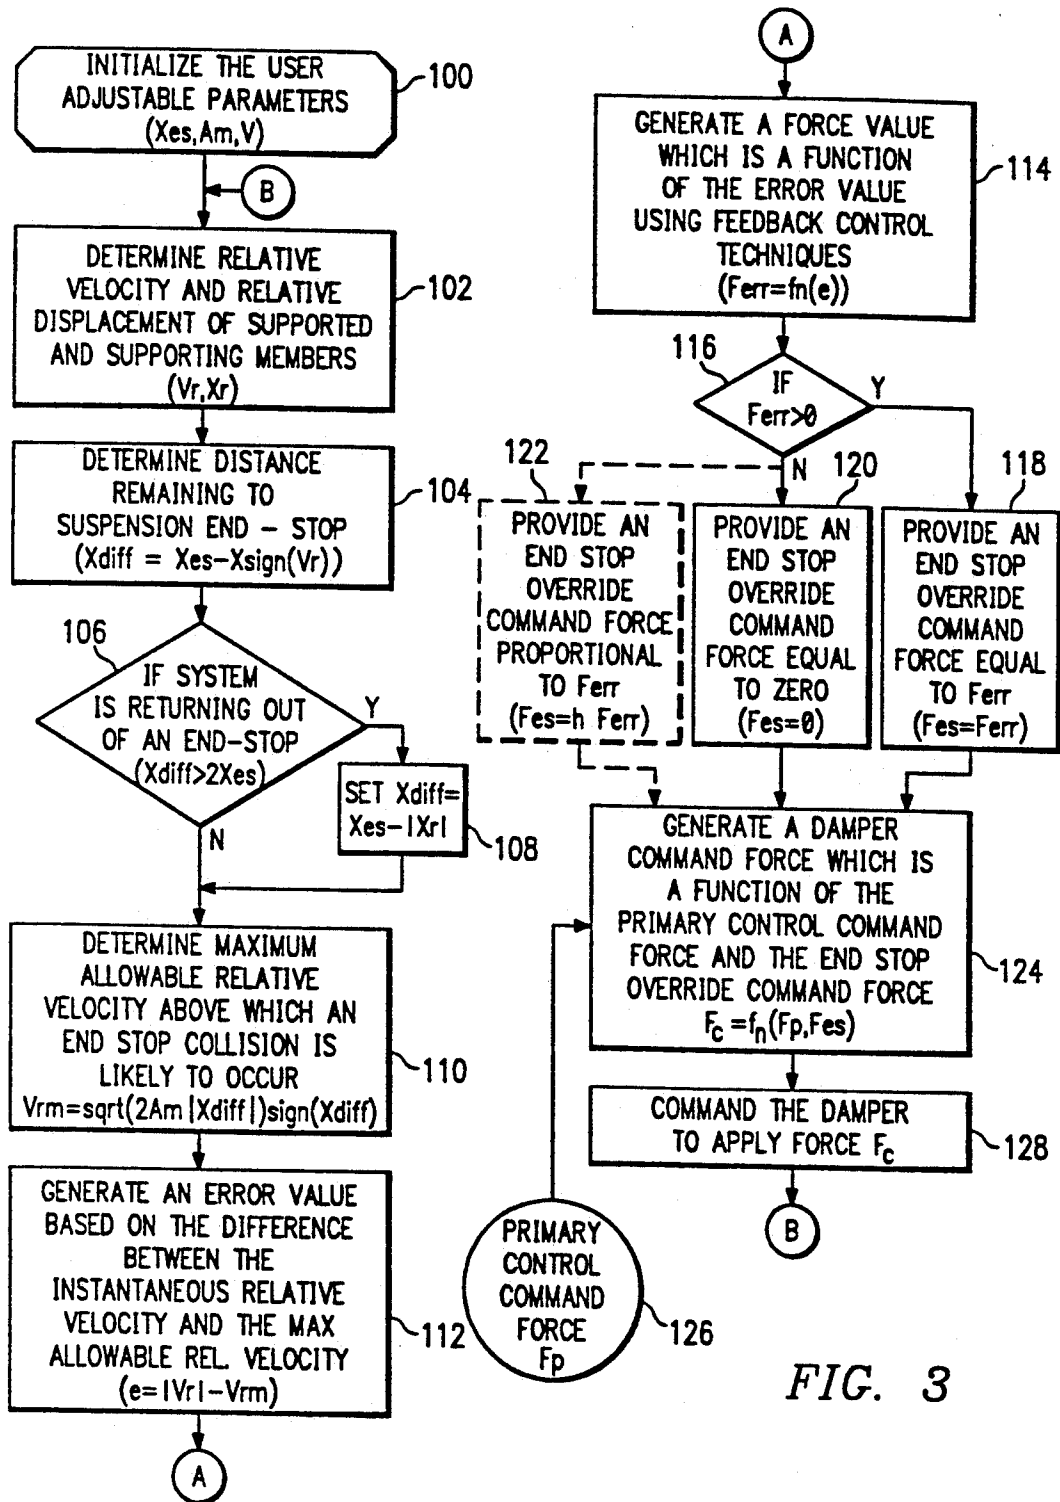 INITIALIZE THE USER
ADJUSTABLE PARAMETERS
(Xes,Am,V)
100
B
DETERMINE RELATIVE
VELOCITY AND RELATIVE
DISPLACEMENT OF SUPPORTED
AND SUPPORTING MEMBERS
(Vr,Xr)
102
DETERMINE DISTANCE
REMAINING TO
SUSPENSION END - STOP
(Xdiff = Xes-Xsign(Vr))
104
106
IF SYSTEM
IS RETURNING OUT
OF AN END-STOP
(Xdiff>2Xes)
Y
N
SET Xdiff=
Xes-|Xr|
108
DETERMINE MAXIMUM
ALLOWABLE RELATIVE
VELOCITY ABOVE WHICH AN
END STOP COLLISION IS
LIKELY TO OCCUR
Vrm=sqrt(2Am|Xdiff|)sign(Xdiff)
110
GENERATE AN ERROR VALUE
BASED ON THE DIFFERENCE
BETWEEN THE
INSTANTANEOUS RELATIVE
VELOCITY AND THE MAX
ALLOWABLE REL. VELOCITY
(e=|Vr|-Vrm)
112
A
A
GENERATE A FORCE VALUE
WHICH IS A FUNCTION
OF THE ERROR VALUE
USING FEEDBACK CONTROL
TECHNIQUES
(Ferr=fn(e))
114
116
IF
Ferr>0
Y
N
122
PROVIDE AN
END STOP
OVERRIDE
COMMAND FORCE
PROPORTIONAL
TO Ferr
(Fes=h Ferr)
120
PROVIDE AN
END STOP
OVERRIDE
COMMAND
FORCE EQUAL
TO ZERO
(Fes=0)
118
PROVIDE AN
END STOP
OVERRIDE
COMMAND
FORCE EQUAL
TO Ferr
(Fes=Ferr)
GENERATE A DAMPER
COMMAND FORCE WHICH IS
A FUNCTION OF THE
PRIMARY CONTROL COMMAND
FORCE AND THE END STOP
OVERRIDE COMMAND FORCE
Fc =fn(Fp,Fes)
124
COMMAND THE DAMPER
TO APPLY FORCE Fc
128
B
PRIMARY
CONTROL
COMMAND
FORCE
Fp
126
FIG. 3